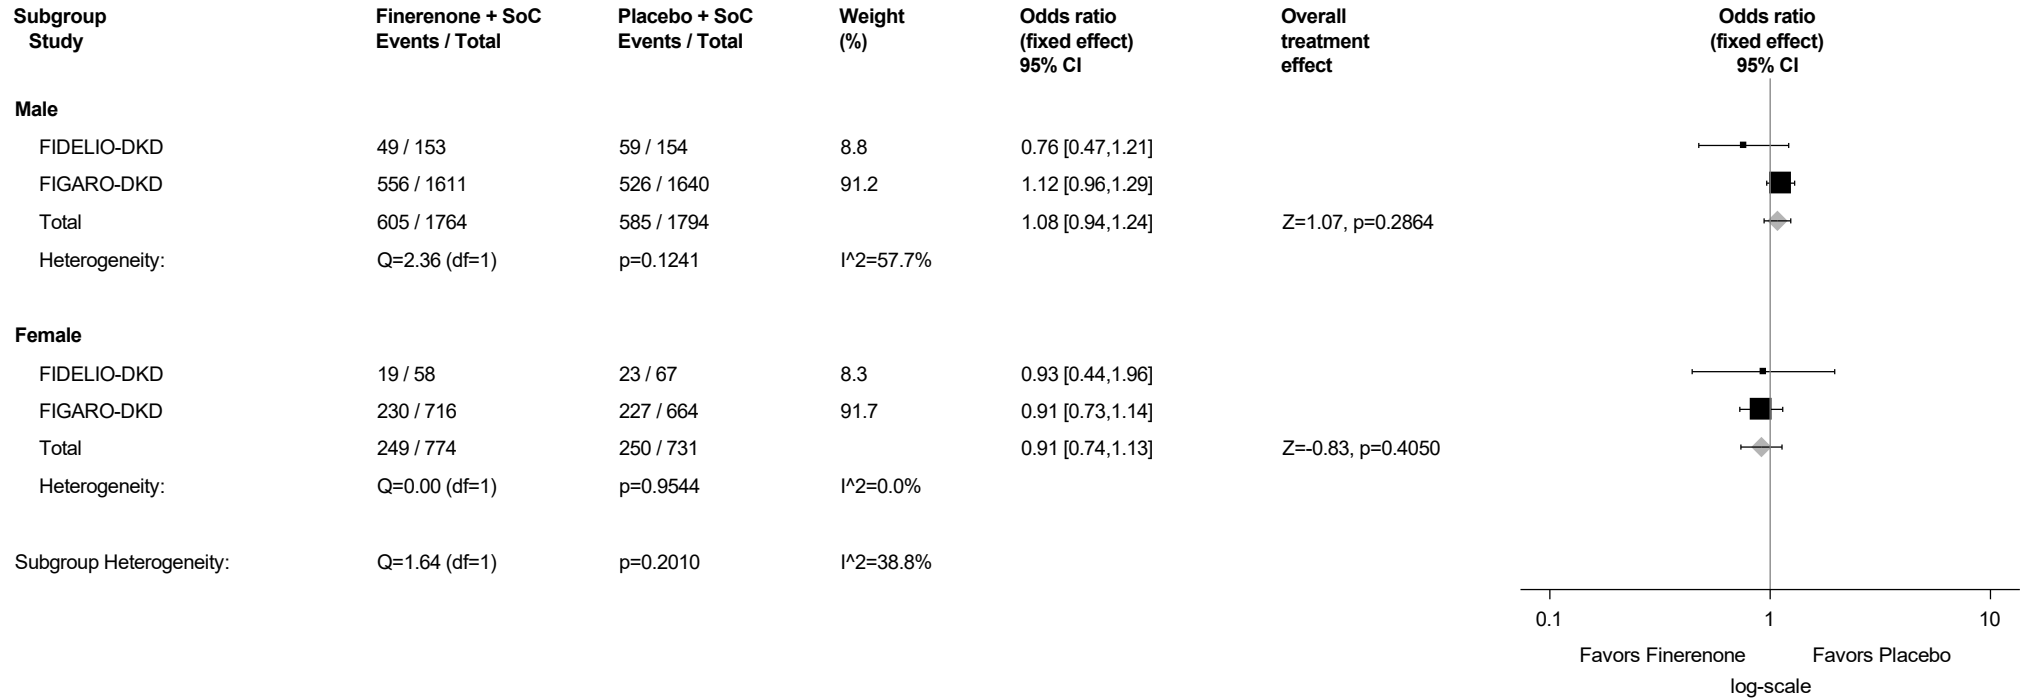 Subgroup Finerenone + SoC Placebo + SoC Weight Odds ratio Overall Odds ratio
Study Events / Total Events / Total (%) (fixed effect) treatment (fixed effect)
95% CI effect 95% CI
Male
FIDELIO-DKD 49 / 153 59 / 154 8.8 0.76 [0.47,1.21]
FIGARO-DKD 556 / 1611 526 / 1640 91.2 1.12 [0.96,1.29]
Total 605 / 1764 585 / 1794 1.08 [0.94,1.24] Z=1.07, p=0.2864
Heterogeneity: Q=2.36 (df=1) p=0.1241 I^2=57.7%
Female
FIDELIO-DKD 19 / 58 23 / 67 8.3 0.93 [0.44,1.96]
FIGARO-DKD 230 / 716 227 / 664 91.7 0.91 [0.73,1.14]
Total 249 / 774 250 / 731 0.91 [0.74,1.13] Z=-0.83, p=0.4050
Heterogeneity: Q=0.00 (df=1) p=0.9544 I^2=0.0%
Subgroup Heterogeneity: Q=1.64 (df=1) p=0.2010 I^2=38.8%
0.1 1 10
Favors Finerenone Favors Placebo
log-scale